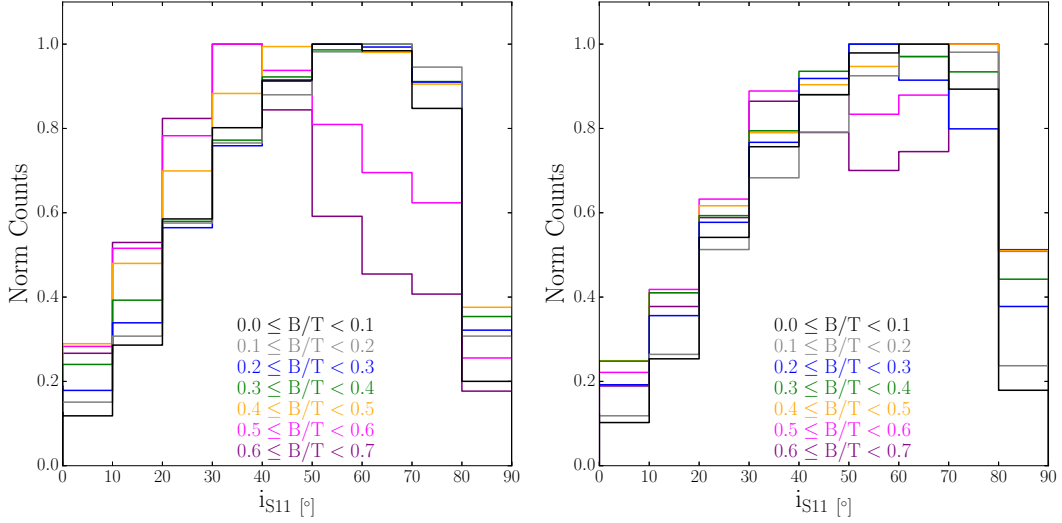 1.0
0.8
0.6
0.4
0.2
0.0
Norm Counts
0.0 ≤ B/T < 0.1
0.1 ≤ B/T < 0.2
0.2 ≤ B/T < 0.3
0.3 ≤ B/T < 0.4
0.4 ≤ B/T < 0.5
0.5 ≤ B/T < 0.6
0.6 ≤ B/T < 0.7
0 10 20 30 40 50 60 70 80 90
i_S11 [°]
1.0
0.8
0.6
0.4
0.2
0.0
Norm Counts
0.0 ≤ B/T < 0.1
0.1 ≤ B/T < 0.2
0.2 ≤ B/T < 0.3
0.3 ≤ B/T < 0.4
0.4 ≤ B/T < 0.5
0.5 ≤ B/T < 0.6
0.6 ≤ B/T < 0.7
0 10 20 30 40 50 60 70 80 90
i_S11 [°]